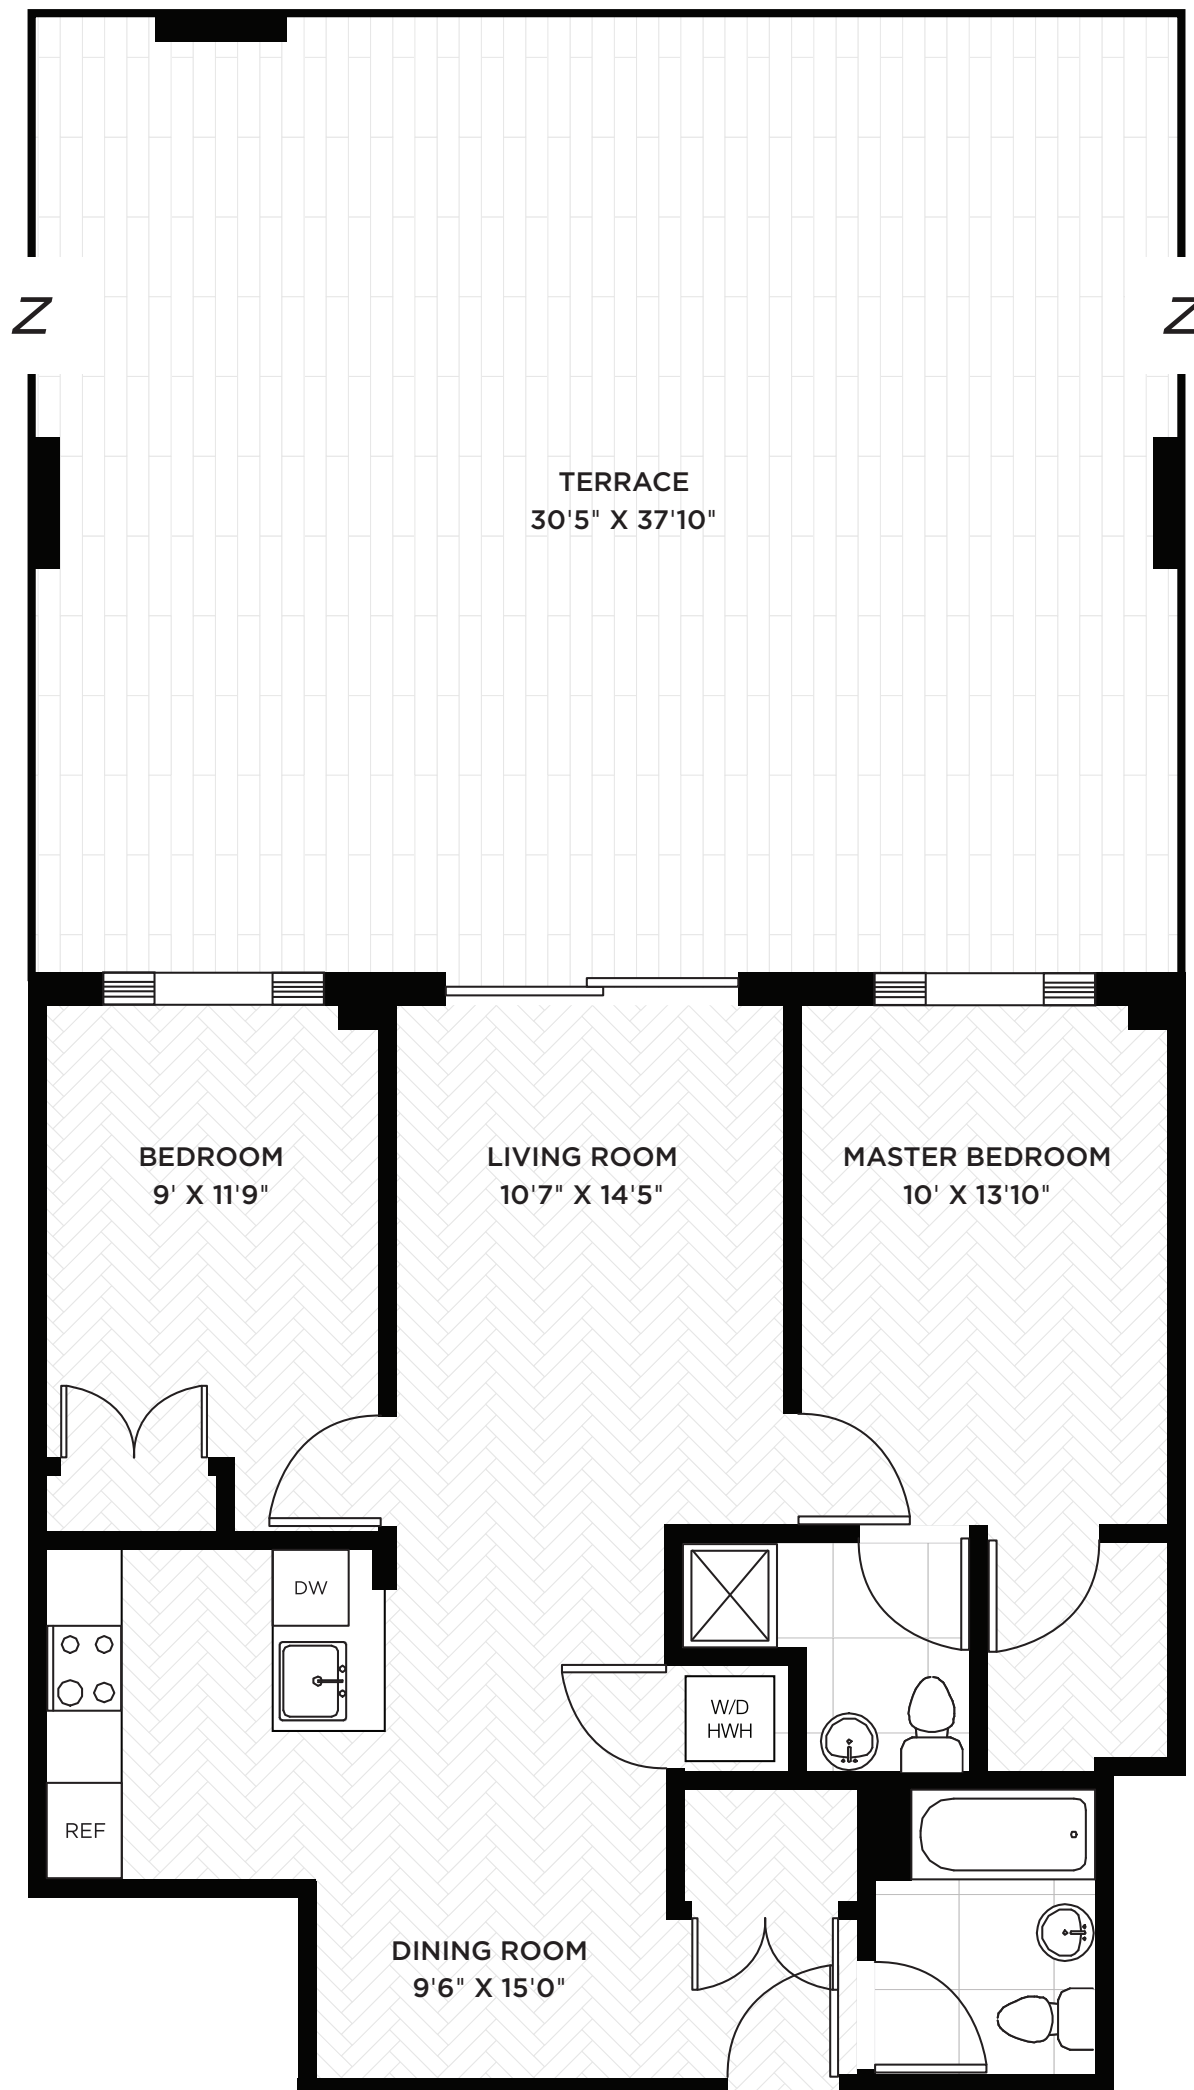 Z
Z
TERRACE
30'5" X 37'10"
BEDROOM
9' X 11'9"
LIVING ROOM
10'7" X 14'5"
MASTER BEDROOM
10' X 13'10"
DW
W/D
HWH
REF
DINING ROOM
9'6" X 15'0"